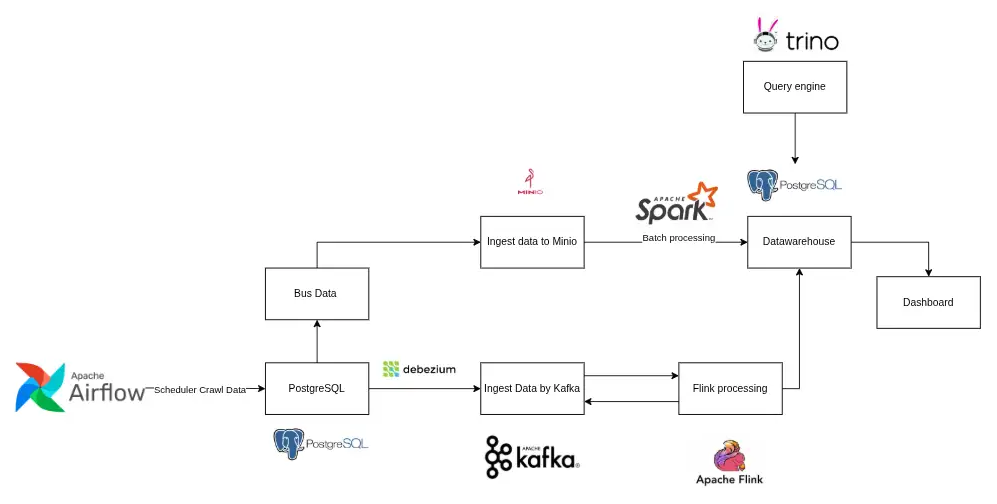 trino
Query engine
PostgreSQL
MINIO
APACHE
Spark
Ingest data to Minio
Batch processing
Datawarehouse
Bus Data
Dashboard
Apache
Airflow
Scheduler Crawl Data
PostgreSQL
debezium
Ingest Data by Kafka
Flink processing
PostgreSQL
APACHE
kafka
Apache Flink